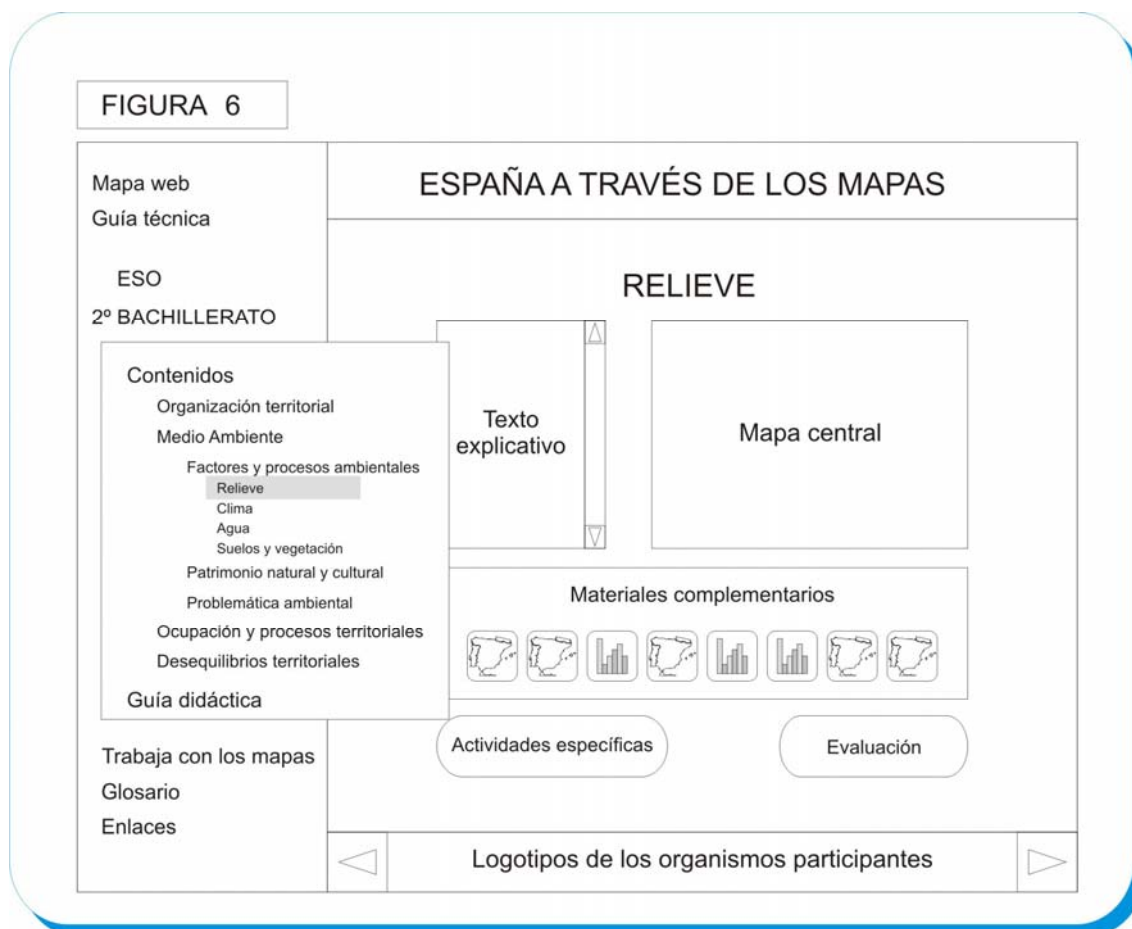 FIGURA 6
Mapa web
Guía técnica
ESO
2º BACHILLERATO
Contenidos
Organización territorial
Medio Ambiente
Factores y procesos ambientales
Relieve
Clima
Agua
Suelos y vegetación
Patrimonio natural y cultural
Problemática ambiental
Ocupación y procesos territoriales
Desequilibrios territoriales
Guía didáctica
Trabaja con los mapas
Glosario
Enlaces
ESPAÑA A TRAVÉS DE LOS MAPAS
RELIEVE
Texto
explicativo
Mapa central
Materiales complementarios
Actividades específicas
Evaluación
Logotipos de los organismos participantes